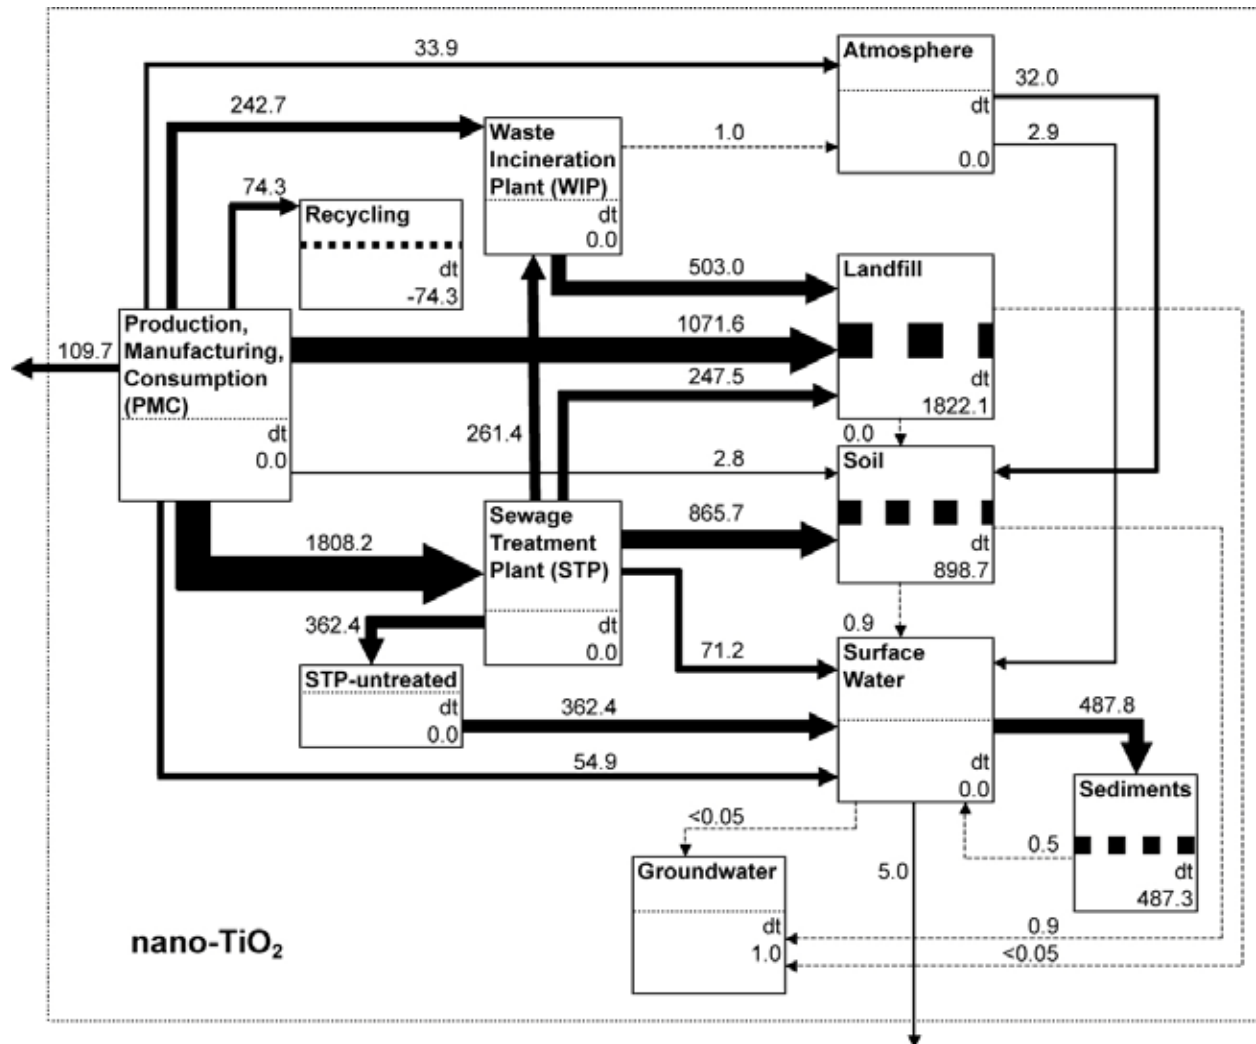 33.9
Atmosphere
32.0
dt
0.0
2.9
242.7
Waste
Incineration
Plant (WIP)
dt
0.0
1.0
74.3
Recycling
dt
-74.3
503.0
Landfill
dt
1822.1
1071.6
247.5
Production,
Manufacturing,
Consumption
(PMC)
dt
0.0
109.7
261.4
0.0
2.8
Soil
dt
898.7
Sewage
Treatment
Plant (STP)
dt
0.0
865.7
1808.2
362.4
71.2
0.9
Surface
Water
dt
0.0
STP-untreated
dt
0.0
362.4
54.9
487.8
Sediments
dt
487.3
0.5
<0.05
Groundwater
dt
1.0
5.0
0.9
<0.05
nano-TiO₂